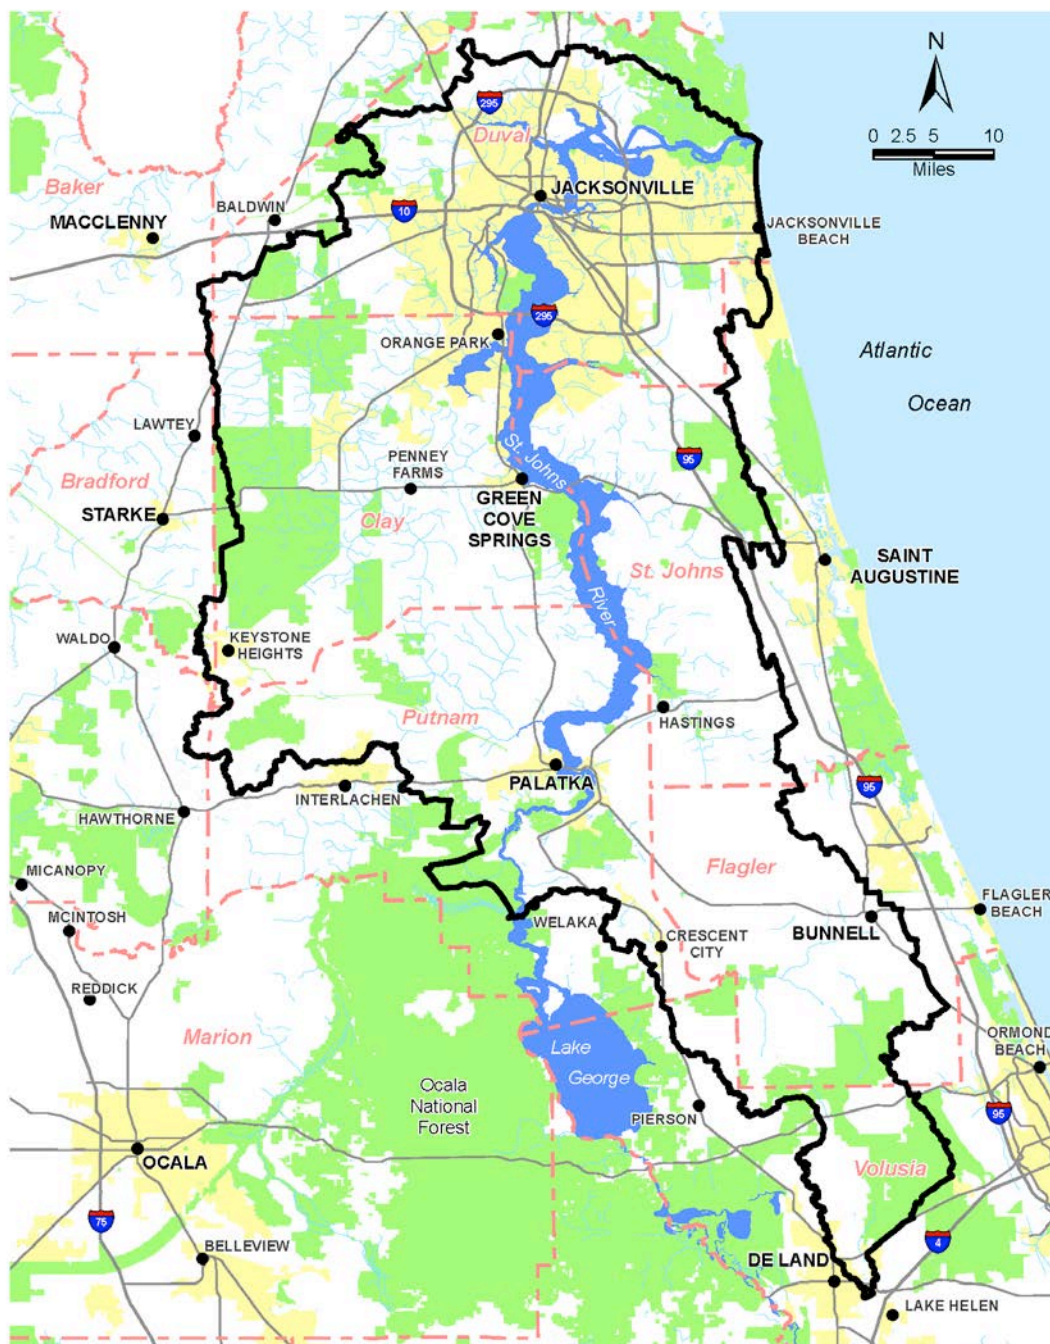 N
0 2.5 5 10
Miles
295
Duval
JACKSONVILLE
Baker
MACCLENNY
BALDWIN
10
JACKSONVILLE
BEACH
295
ORANGE PARK
Atlantic
Ocean
LAWTEY
PENNEY
FARMS
St. Johns
95
Bradford
STARKE
GREEN
COVE
SPRINGS
Clay
St. Johns
SAINT
AUGUSTINE
River
WALDO
KEYSTONE
HEIGHTS
Putnam
HASTINGS
PALATKA
95
INTERLACHEN
HAWTHORNE
MICANOPY
Flagler
FLAGLER
BEACH
MCINTOSH
WELAKA
CRESCENT
CITY
BUNNELL
REDDICK
Marion
Lake
George
ORMOND
BEACH
Ocala
National
Forest
PIERSON
95
OCALA
Volusia
75
BELLEVIEW
4
DE LAND
LAKE HELEN